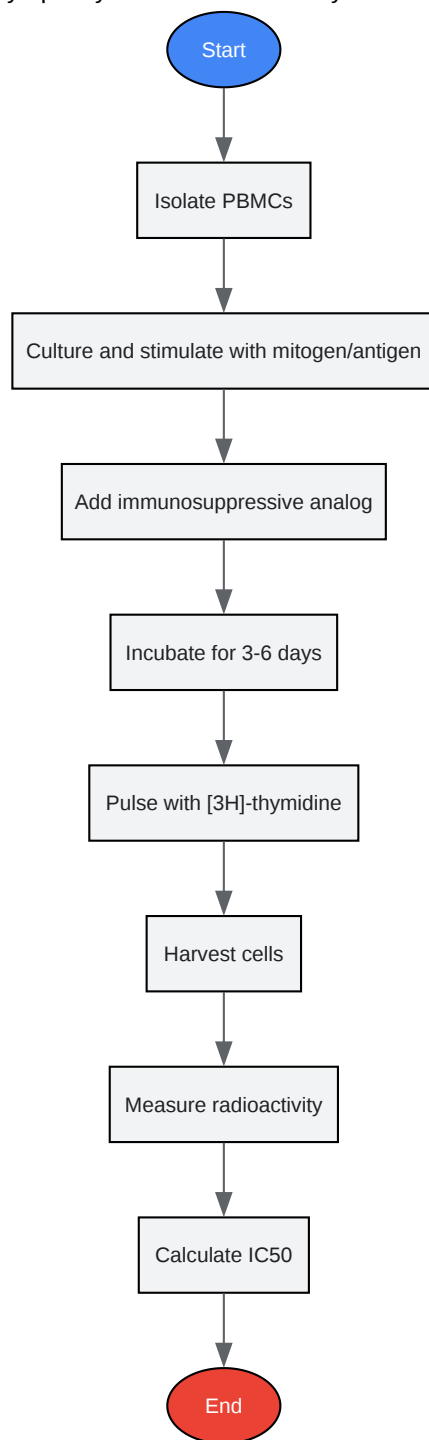 Start
Isolate PBMCs
Culture and stimulate with mitogen/antigen
Add immunosuppressive analog
Incubate for 3-6 days
Pulse with [3H]-thymidine
Harvest cells
Measure radioactivity
Calculate IC50
End